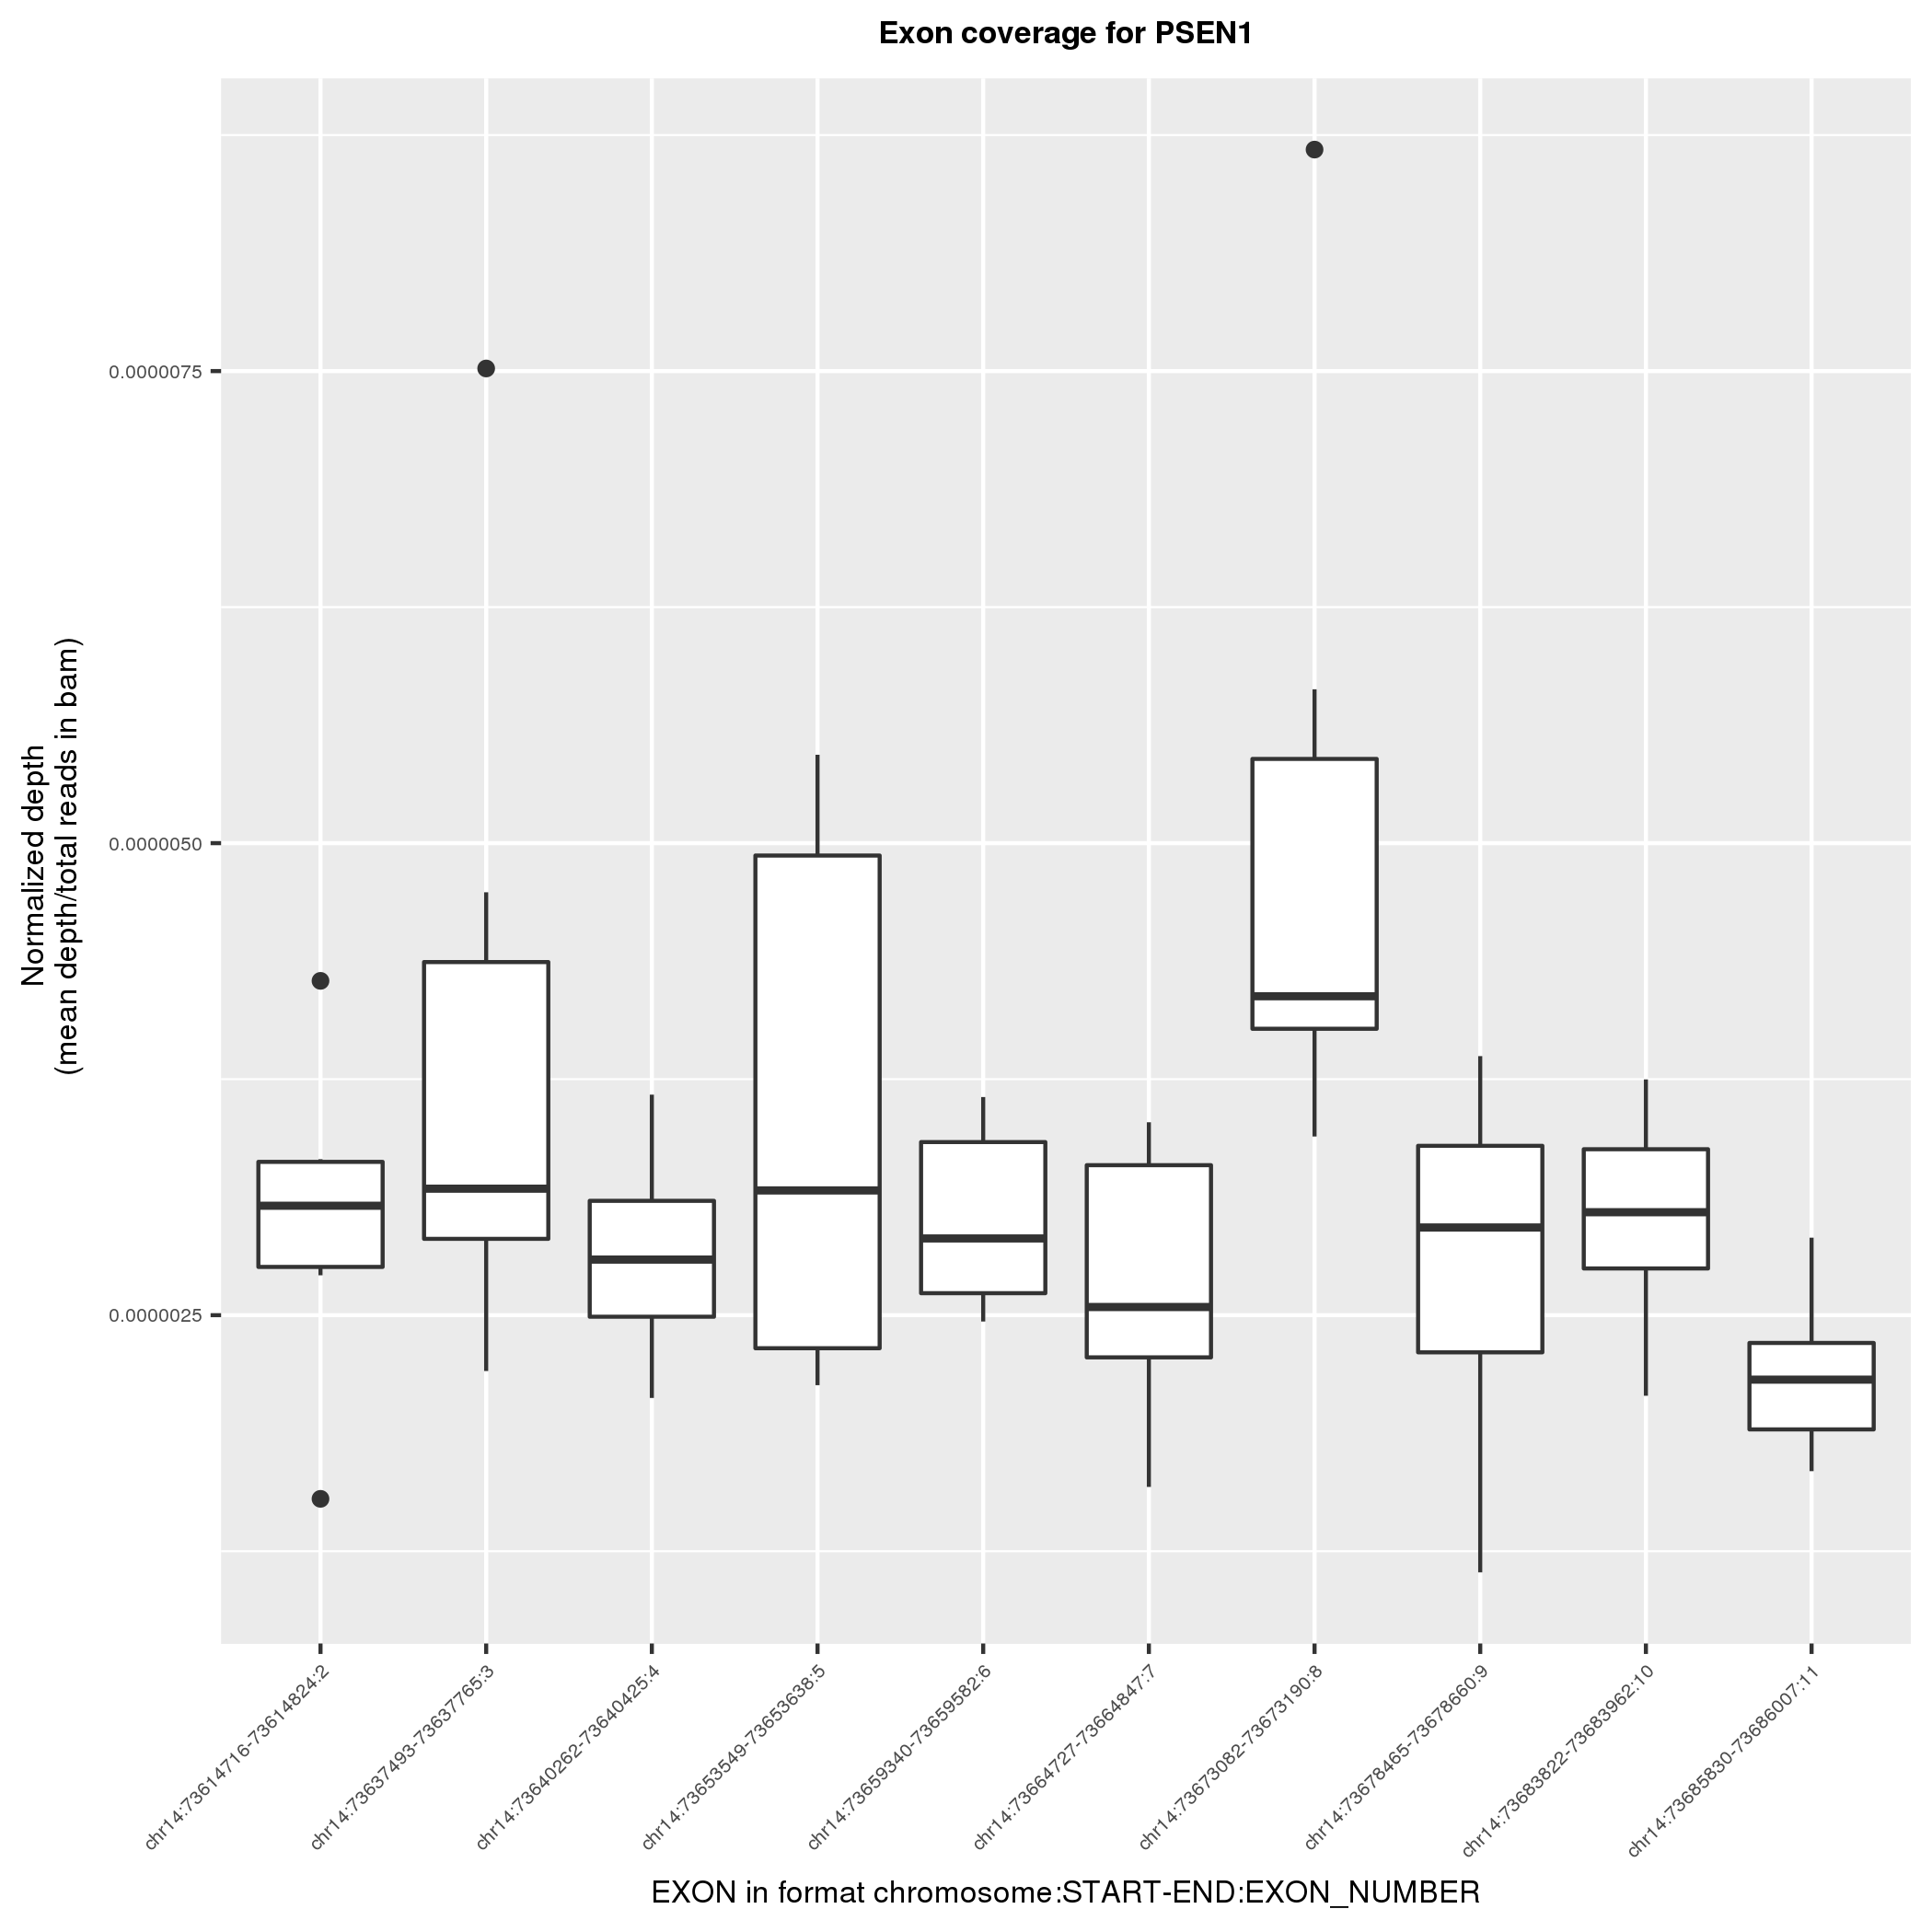 Exon coverage for PSEN1
Normalized depth
(mean depth/total reads in bam)
0.0000075
0.0000050
0.0000025
chr14:73614716-73614824:2
chr14:73637493-73637765:3
chr14:73640262-73640425:4
chr14:73653549-73653638:5
chr14:73659340-73659582:6
chr14:73664727-73664847:7
chr14:73673082-73673190:8
chr14:73678465-73678660:9
chr14:73683822-73683962:10
chr14:73685830-73686007:11
EXON in format chromosome:START-END:EXON_NUMBER